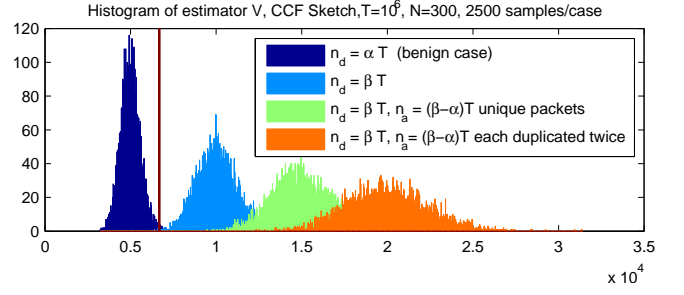 Histogram of estimator V, CCF Sketch,T=10^6, N=300, 2500 samples/case
120
100
80
60
40
20
0
n_d = α T (benign case)
n_d = β T
n_d = β T, n_a = (β−α)T unique packets
n_d = β T, n_a = (β−α)T each duplicated twice
0 0.5 1 1.5 2 2.5 3 3.5
x 10^4